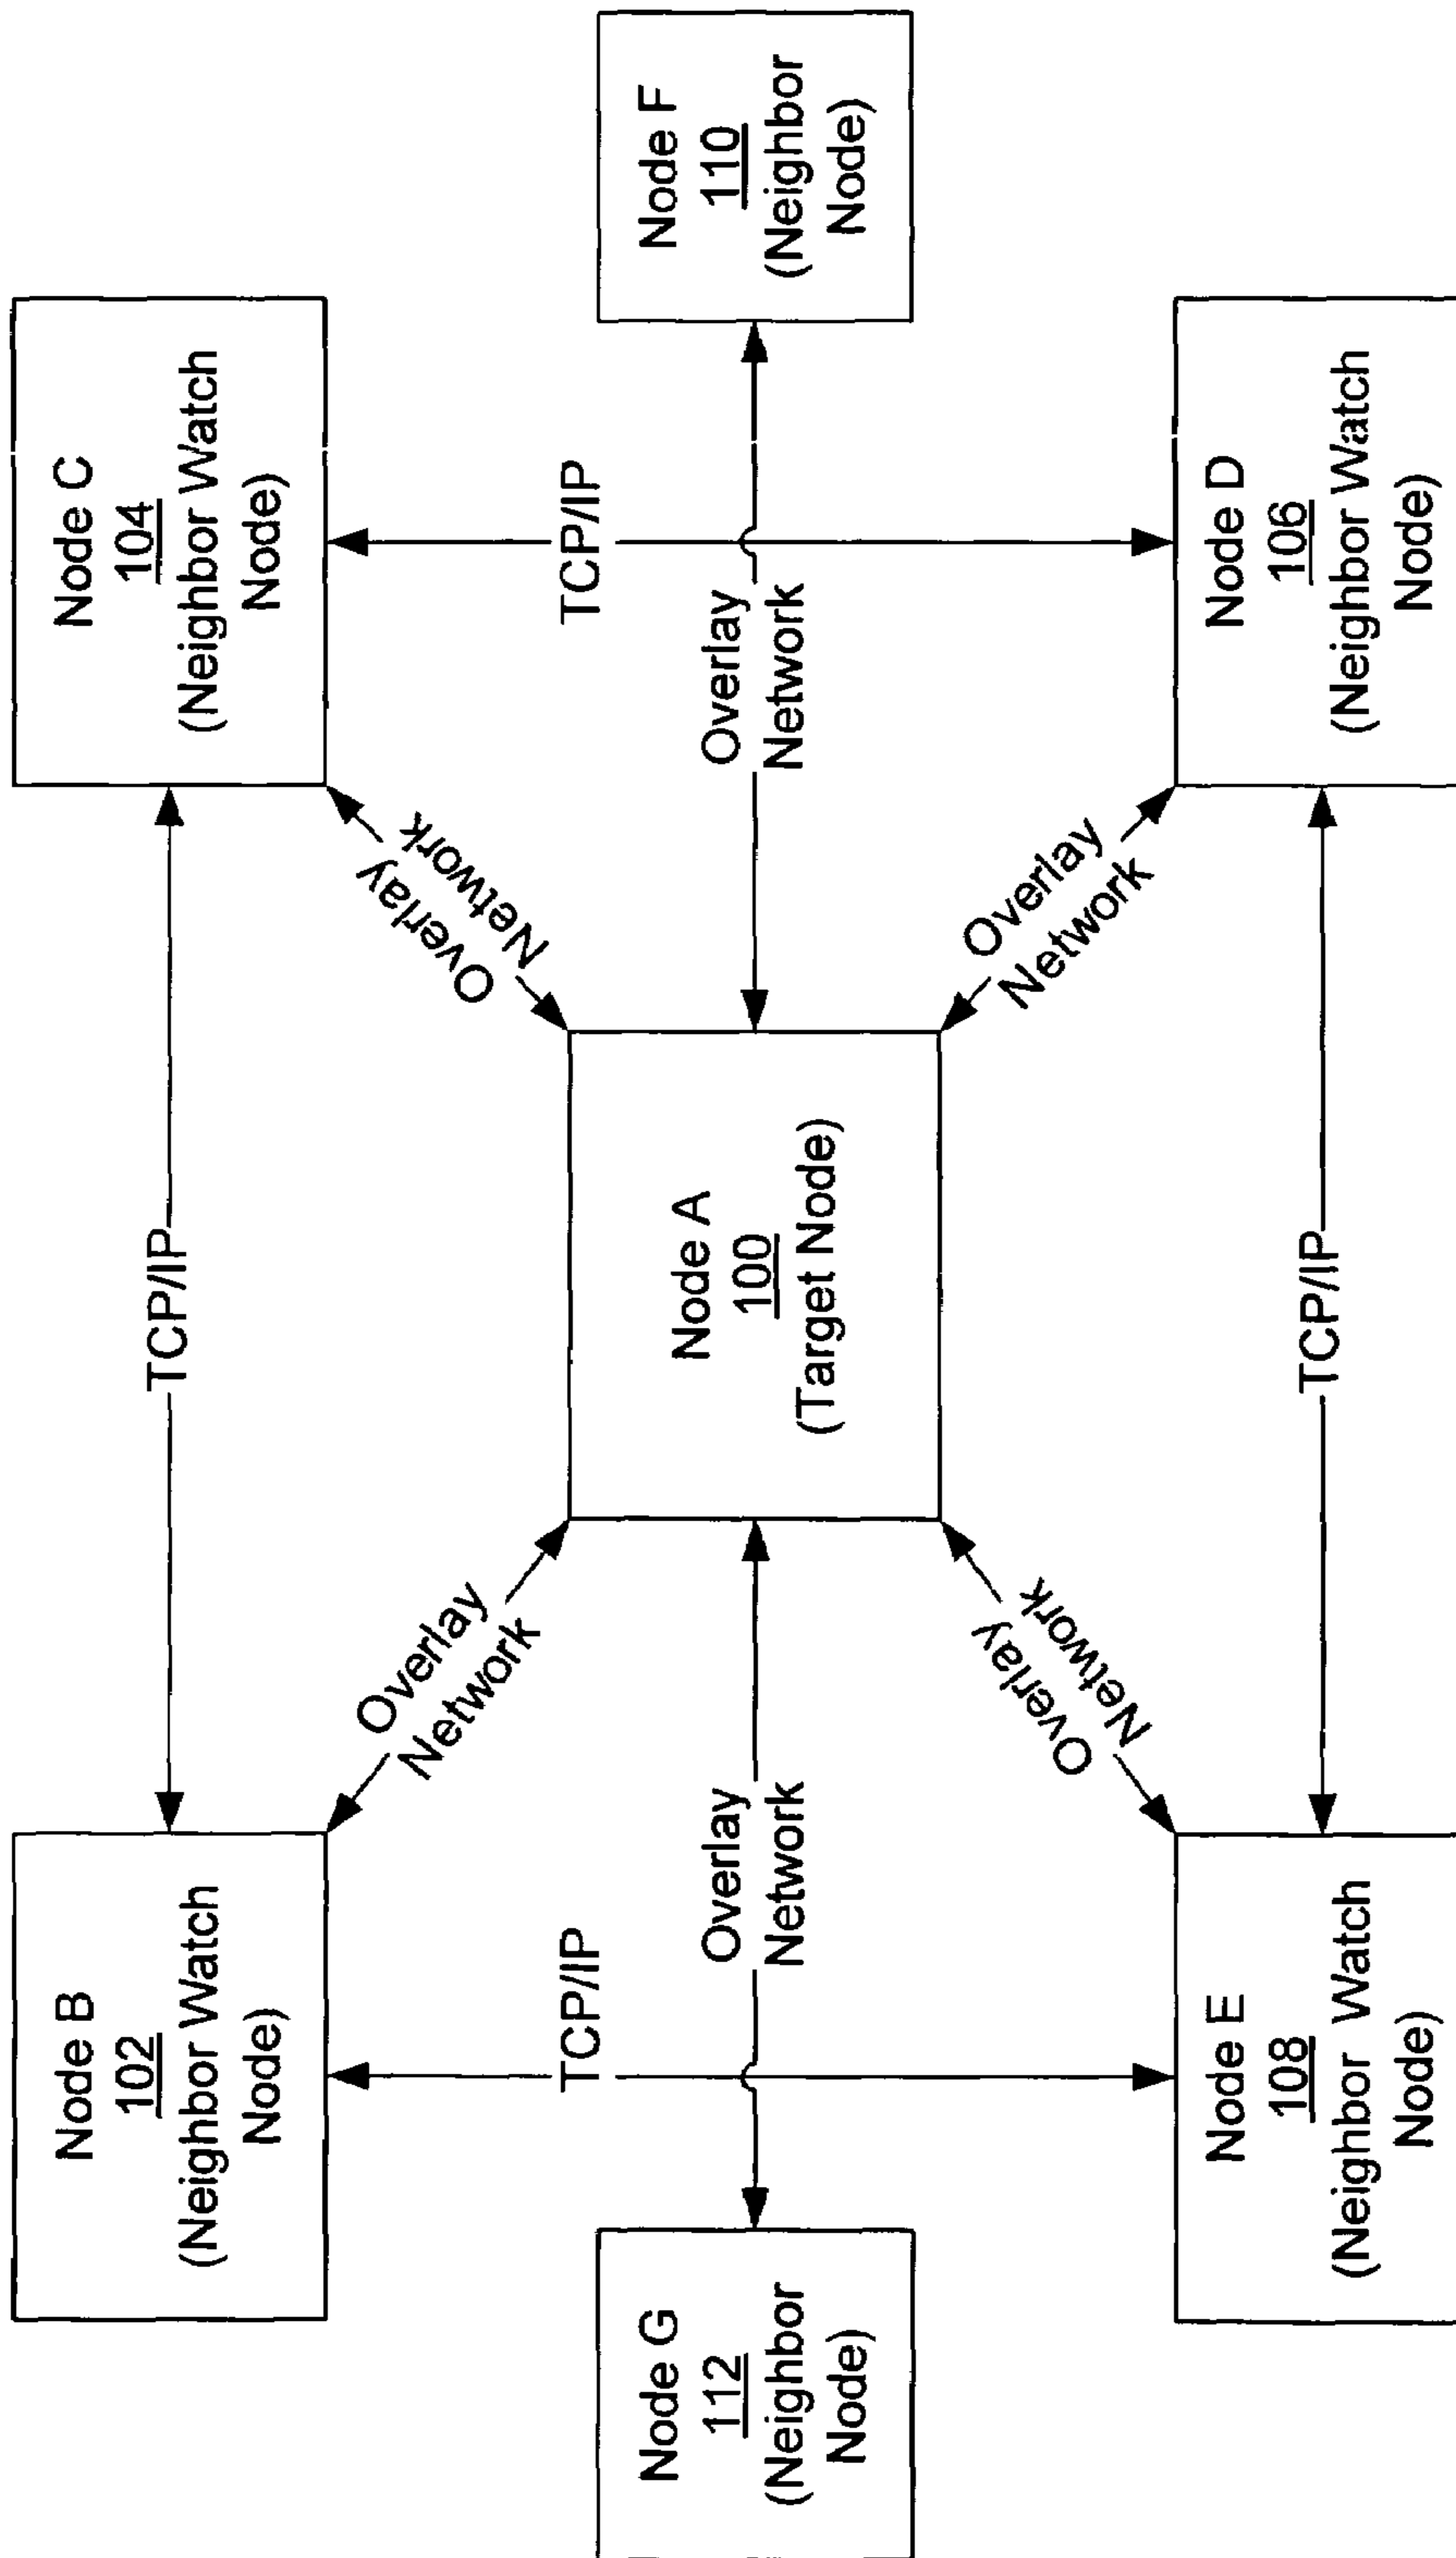 Node B
102
(Neighbor Watch
Node)
TCP/IP
Node C
104
(Neighbor Watch
Node)
Overlay
Network
Overlay
Network
TCP/IP
TCP/IP
Node G
112
(Neighbor
Node)
Overlay
Network
Node A
100
(Target Node)
Overlay
Network
Node F
110
(Neighbor
Node)
Overlay
Network
Overlay
Network
Node E
108
(Neighbor Watch
Node)
TCP/IP
Node D
106
(Neighbor Watch
Node)